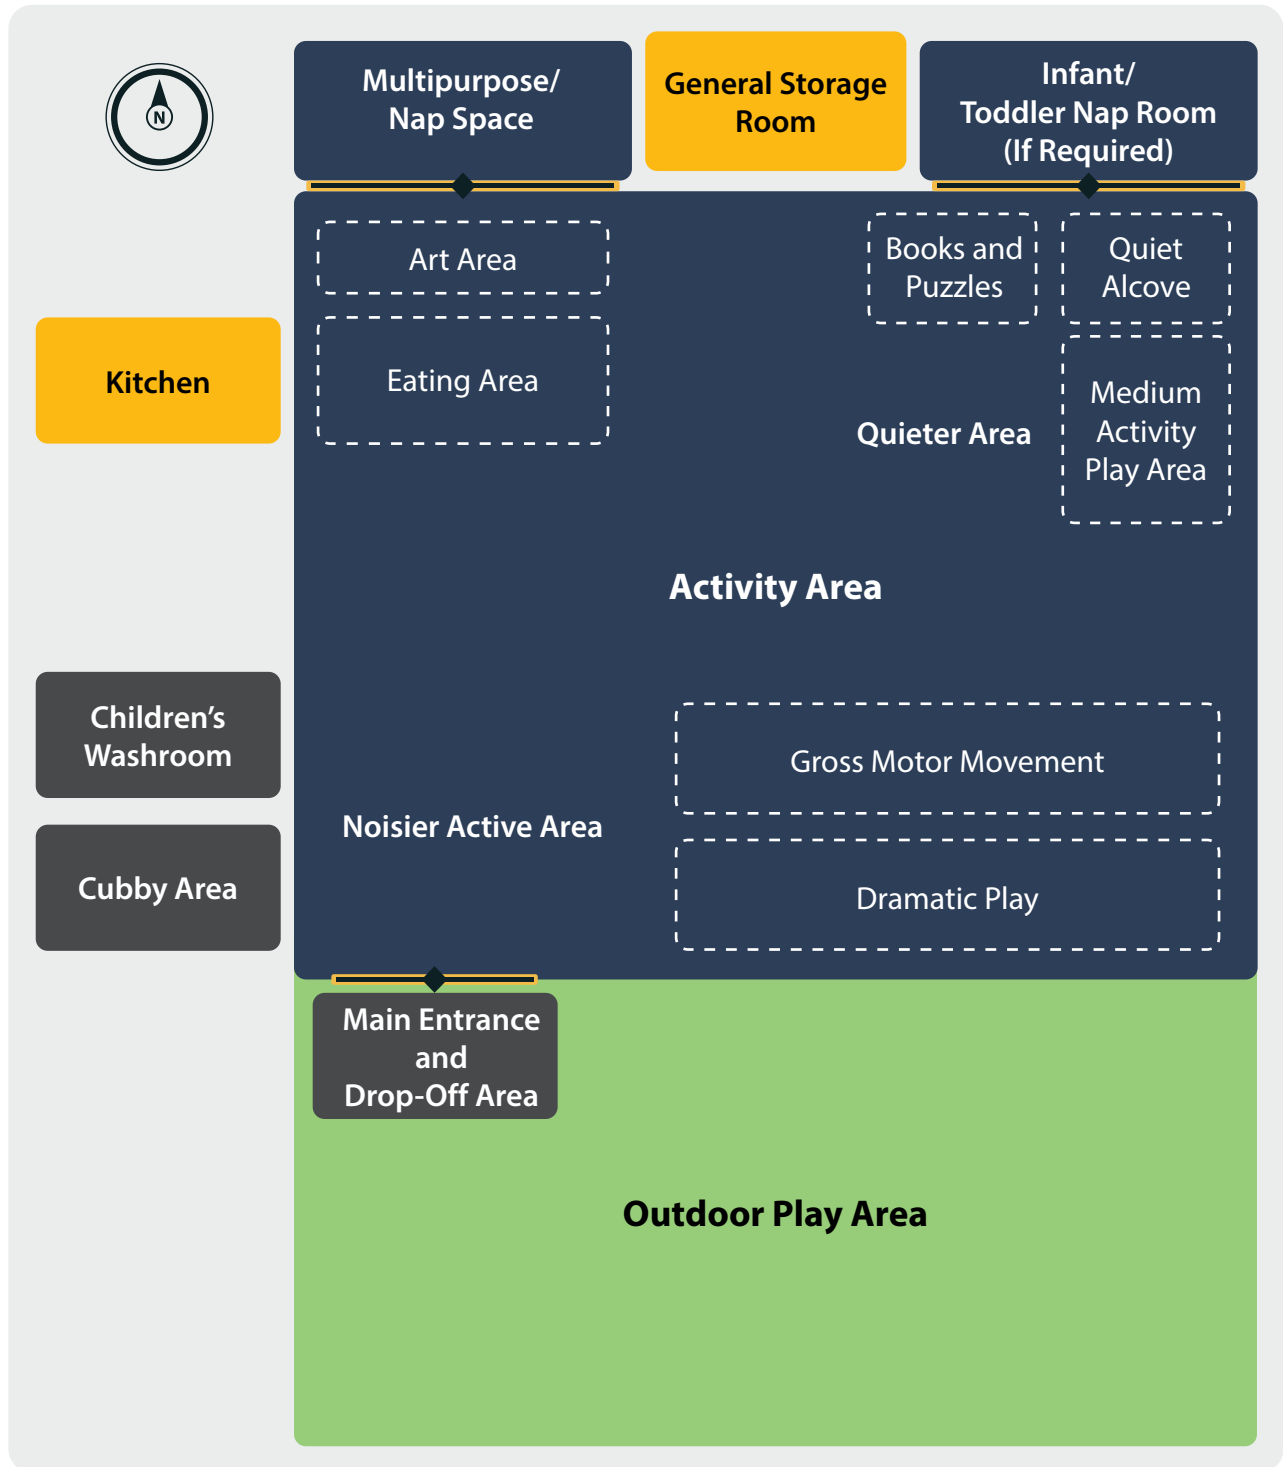 N
Multipurpose/
Nap Space
General Storage
Room
Infant/
Toddler Nap Room
(If Required)
Art Area
Books and
Puzzles
Quiet
Alcove
Kitchen
Eating Area
Quieter Area
Medium
Activity
Play Area
Activity Area
Children’s
Washroom
Gross Motor Movement
Noisier Active Area
Cubby Area
Dramatic Play
Main Entrance
and
Drop-Off Area
Outdoor Play Area